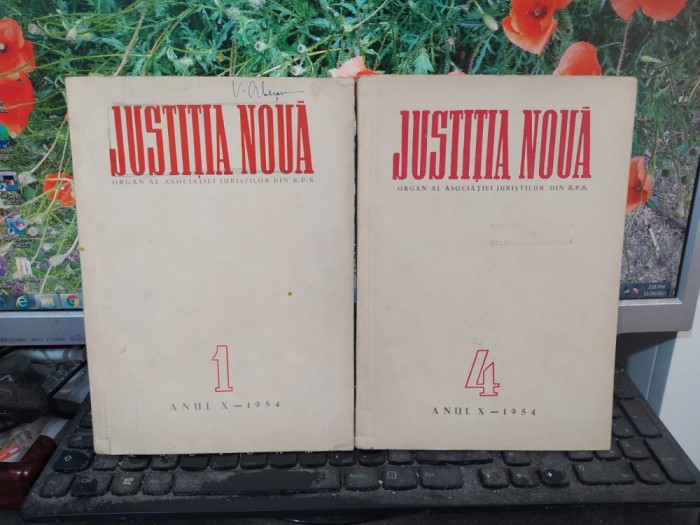 JUSTIȚIA NOUĂ
ORGAN AL ASOCIAȚIEI JURIȘTILOR DIN R.P.R.
1
ANUL X — 1954
JUSTIȚIA NOUĂ
ORGAN AL ASOCIAȚIEI JURIȘTILOR DIN R.P.R.
4
ANUL X — 1954